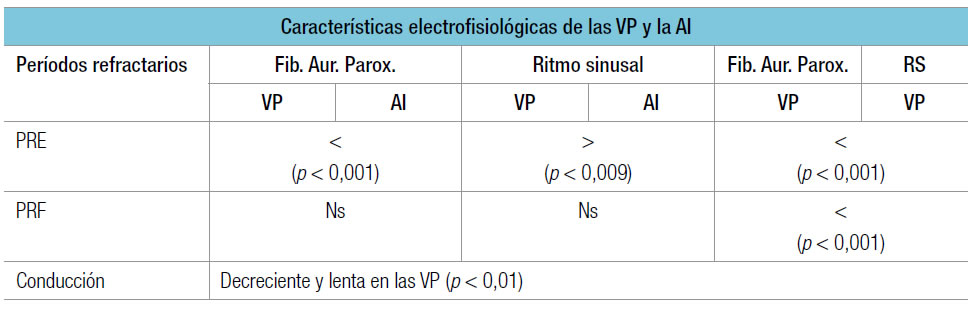 Características electrofisiológicas de las VP y la AI
Períodos refractarios Fib. Aur. Parox. Ritmo sinusal Fib. Aur. Parox. RS
VP AI VP AI VP VP
PRE < > <
(p < 0,001) (p < 0,009) (p < 0,001)
PRF Ns Ns <
(p < 0,001)
Conducción Decreciente y lenta en las VP (p < 0,01)